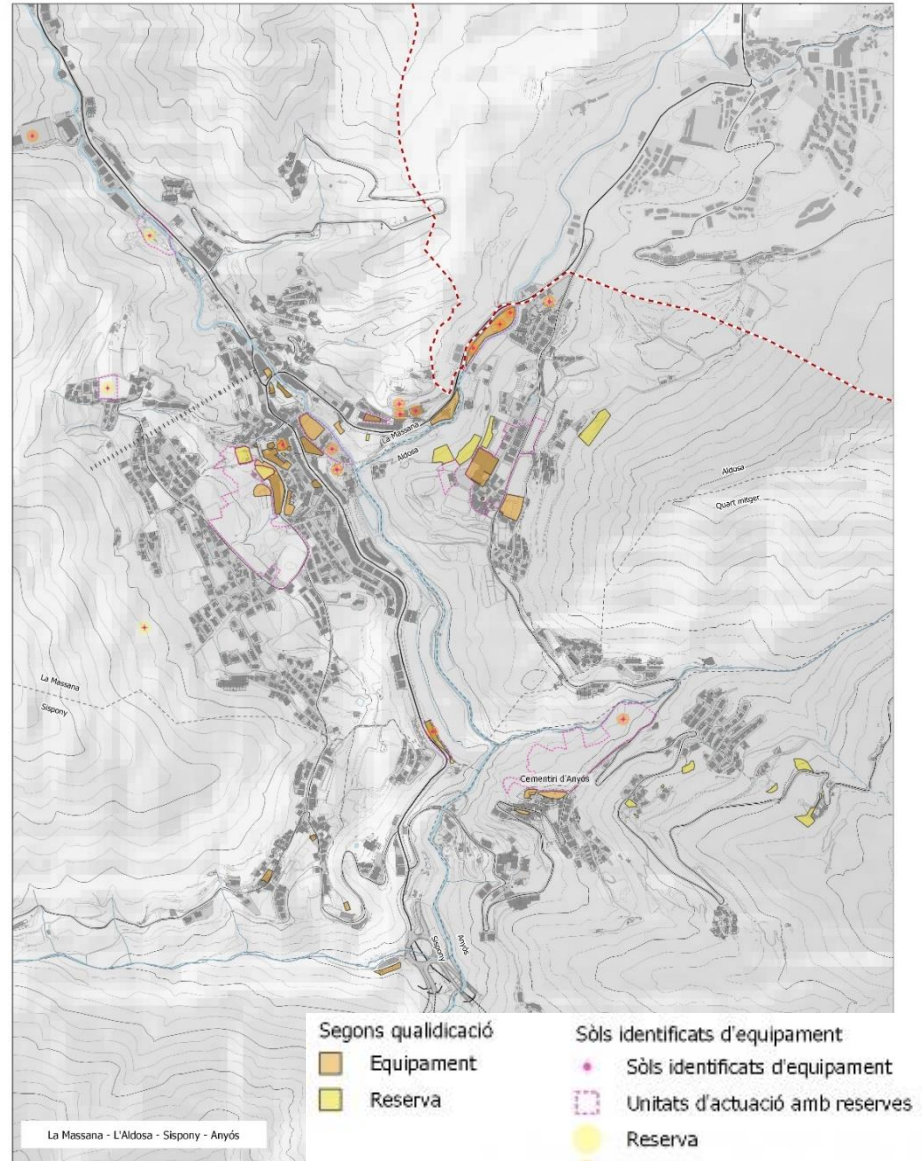 La Massana
Aldosa
Aldosa
Quart mitger
La Massana
Sispony
Cementiri d'Anyós
Sispony
Anyós
Segons qualidicació
Equipament
Reserva
Sòls identificats d'equipament
Sòls identificats d'equipament
Unitats d'actuació amb reserves
Reserva
La Massana - L'Aldosa - Sispony - Anyós